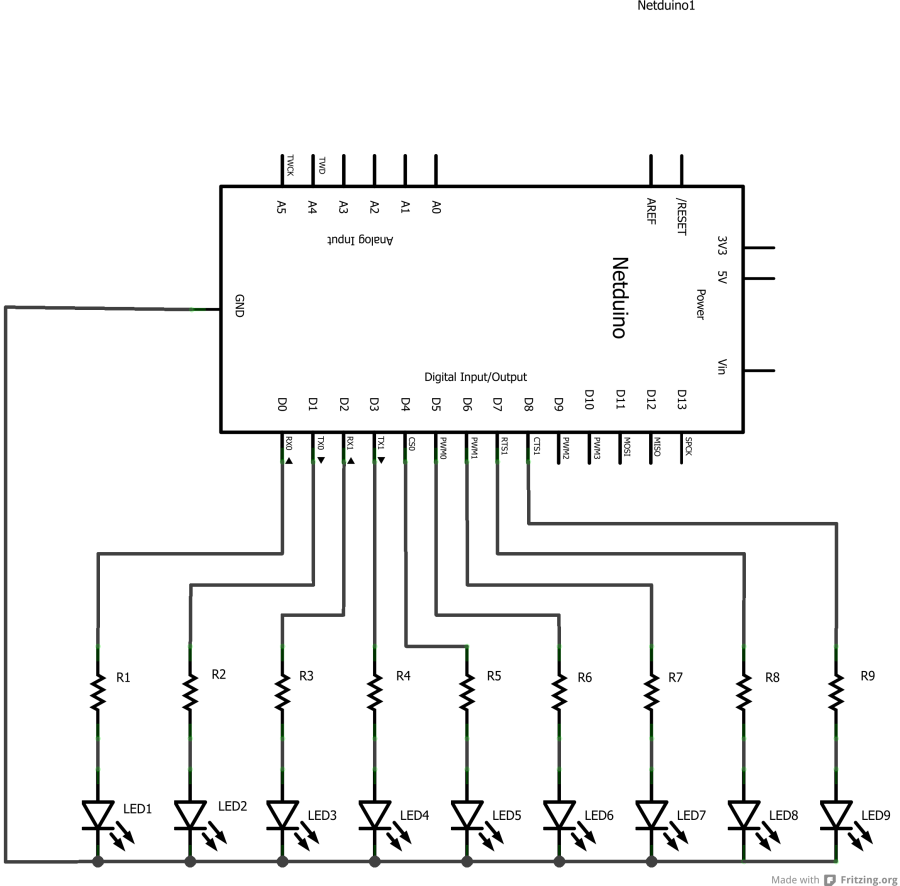 Netduino1
TWCK
TWD
A5
A4
A3
A2
A1
A0
AREF
/RESET
Analog Input
3V3
5V
Netduino
Power
GND
Vin
Digital Input/Output
D0
D1
D2
D3
D4
D5
D6
D7
D8
D9
D10
D11
D12
D13
RX0
TX0
RX1
TX1
CS0
PWM0
PWM1
RTS1
CTS1
PWM2
PWM3
MOSI
MISO
SPCK
R1
R2
R3
R4
R5
R6
R7
R8
R9
LED1
LED2
LED3
LED4
LED5
LED6
LED7
LED8
LED9
Made with Fritzing.org